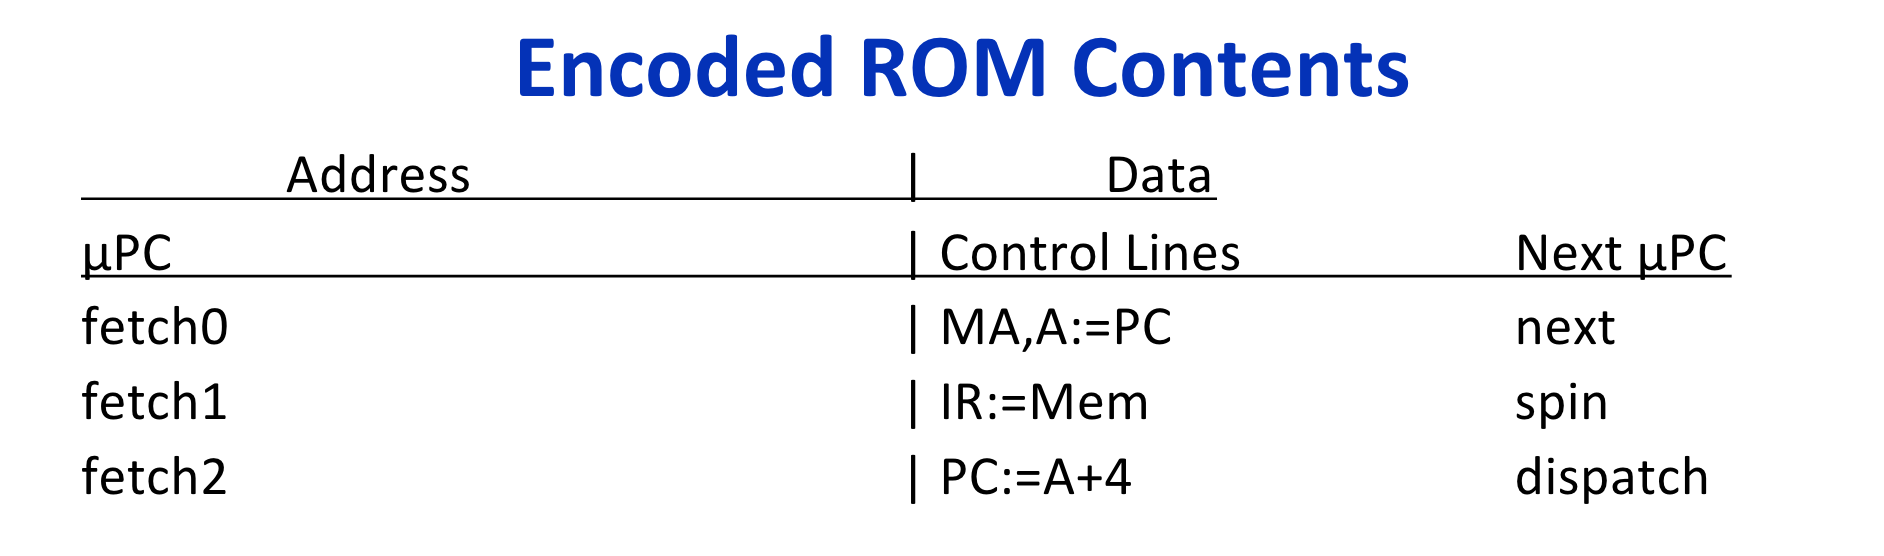 Encoded ROM Contents
Address | Data
µPC | Control Lines Next µPC
fetch0 | MA,A:=PC next
fetch1 | IR:=Mem spin
fetch2 | PC:=A+4 dispatch